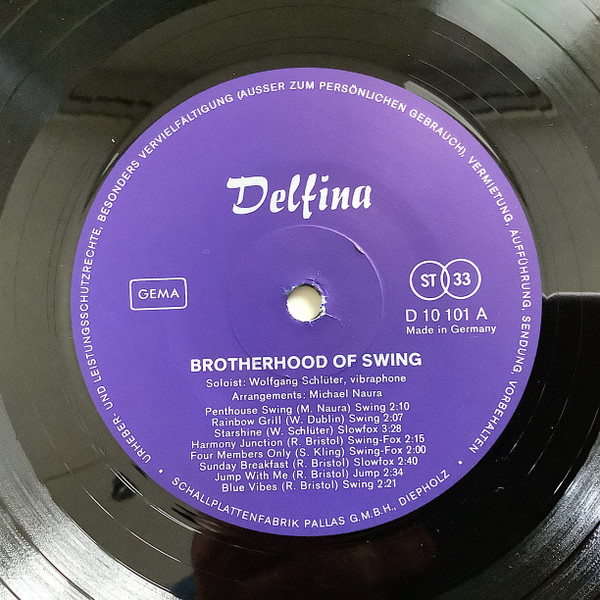 URHEBER- UND LEISTUNGSSCHUTZRECHTE, BESONDERS VERVIELFÄLTIGUNG (AUSSER ZUM PERSÖNLICHEN GEBRAUCH), VERMIETUNG, AUFFÜHRUNG, SENDUNG, VORBEHALTEN
Delfina
GEMA
ST 33
D 10 101 A
Made in Germany
BROTHERHOOD OF SWING
Soloist: Wolfgang Schlüter, vibraphone
Arrangements: Michael Naura
Penthouse Swing (M. Naura) Swing 2:10
Rainbow Grill (W. Dublin) Swing 2:07
Starshine (W. Schlüter) Slowfox 3:28
Harmony Junction (R. Bristol) Swing-Fox 2:15
Four Members Only (S. Kling) Swing-Fox 2:00
Sunday Breakfast (R. Bristol) Slowfox 2:40
Jump With Me (R. Bristol) Jump 2:34
Blue Vibes (R. Bristol) Swing 2:21
• SCHALLPLATTENFABRIK PALLAS G.M.B.H., DIEPHOLZ •